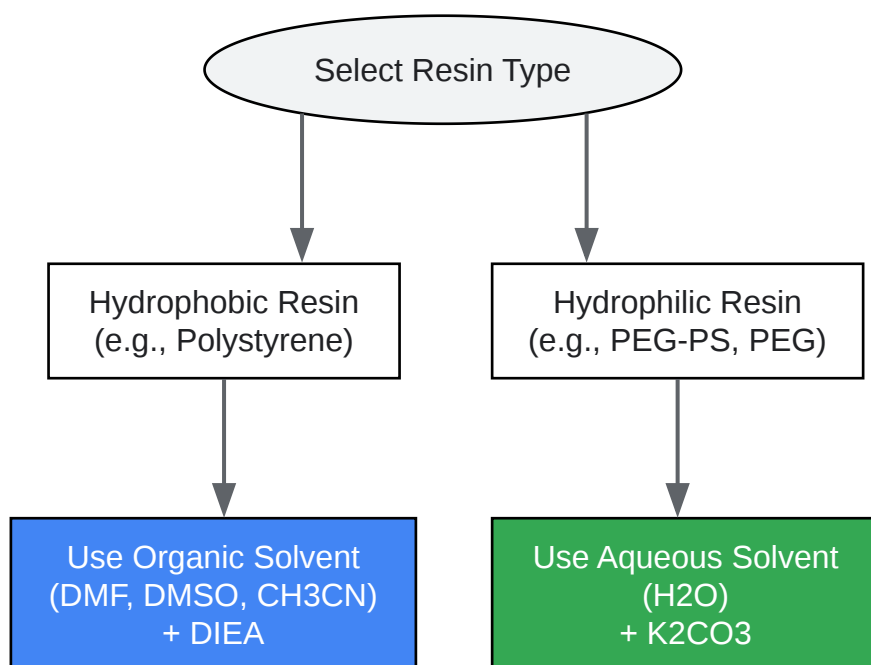 Select Resin Type
Hydrophobic Resin
(e.g., Polystyrene)
Hydrophilic Resin
(e.g., PEG-PS, PEG)
Use Organic Solvent
(DMF, DMSO, CH3CN)
+ DIEA
Use Aqueous Solvent
(H2O)
+ K2CO3